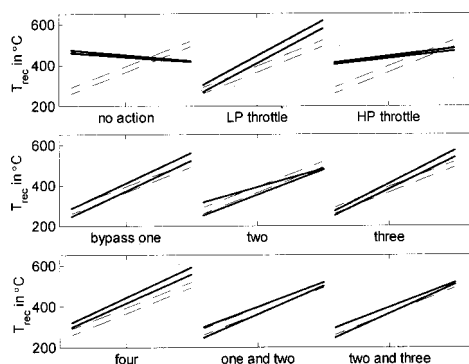 600
400
200
T_rec in °C
no action LP throttle HP throttle
600
400
200
T_rec in °C
bypass one two three
600
400
200
T_rec in °C
four one and two two and three